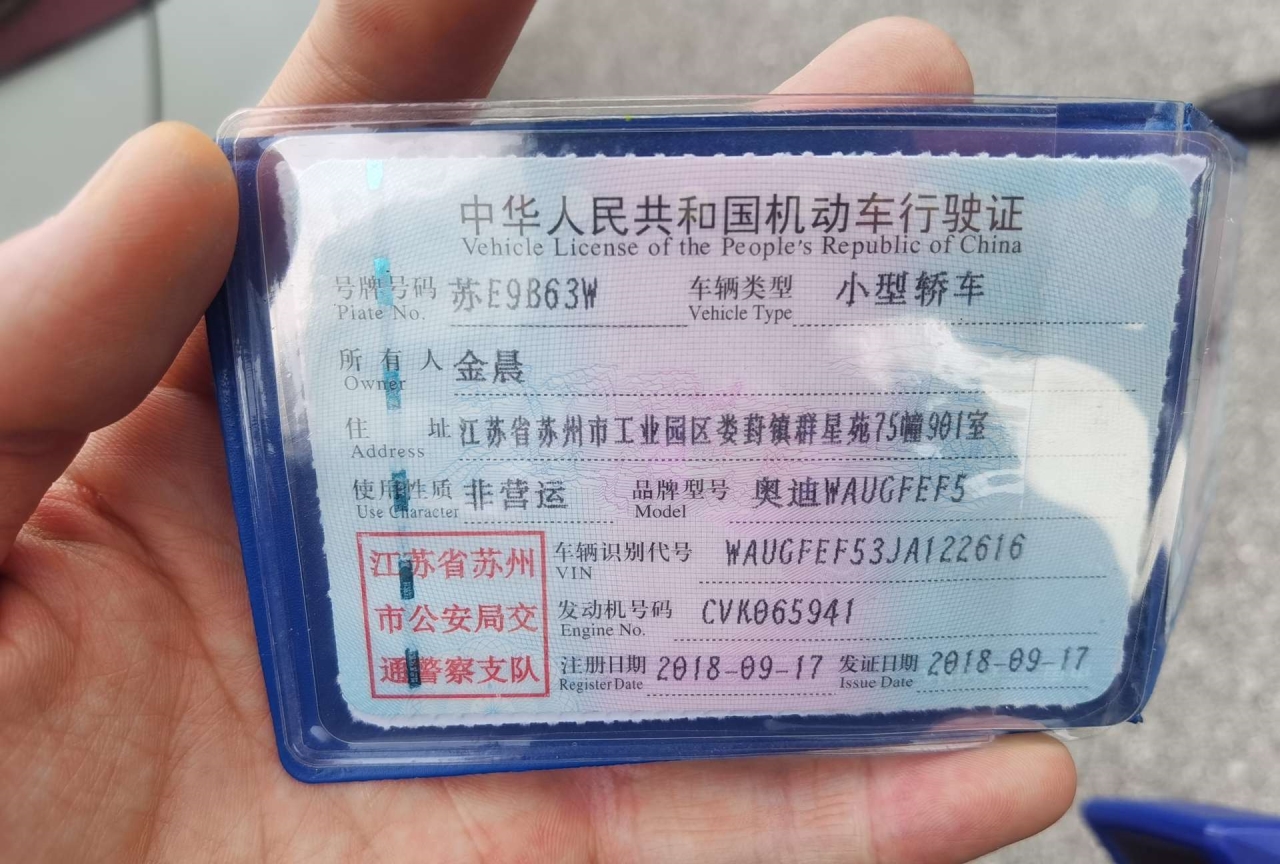 中华人民共和国机动车行驶证
Vehicle License of the People's Republic of China
号牌号码 苏E9B63W 车辆类型 小型轿车
Plate No. Vehicle Type
所有人 金晨
Owner
住址 江苏省苏州市工业园区娄葑镇群星苑75幢901室
Address
使用性质 非营运 品牌型号 奥迪WAUGFEF5
Use Character Model
江苏省苏州
市公安局交
通警察支队
车辆识别代号 WAUGFEF53JA122616
VIN
发动机号码 CVK065941
Engine No.
注册日期 2018-09-17 发证日期 2018-09-17
Register Date Issue Date